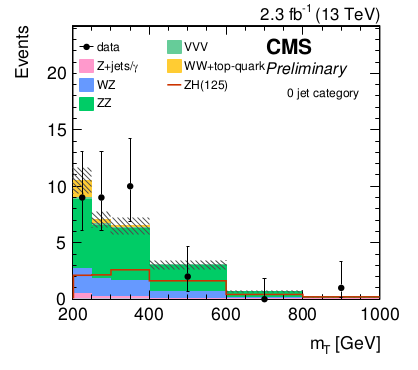 2.3 fb⁻¹ (13 TeV)
Events
CMS
Preliminary
0 jet category
data
Z+jets/γ
WZ
ZZ
VVV
WW+top-quark
ZH(125)
20
15
10
5
0
200 400 600 800 1000
m_T [GeV]